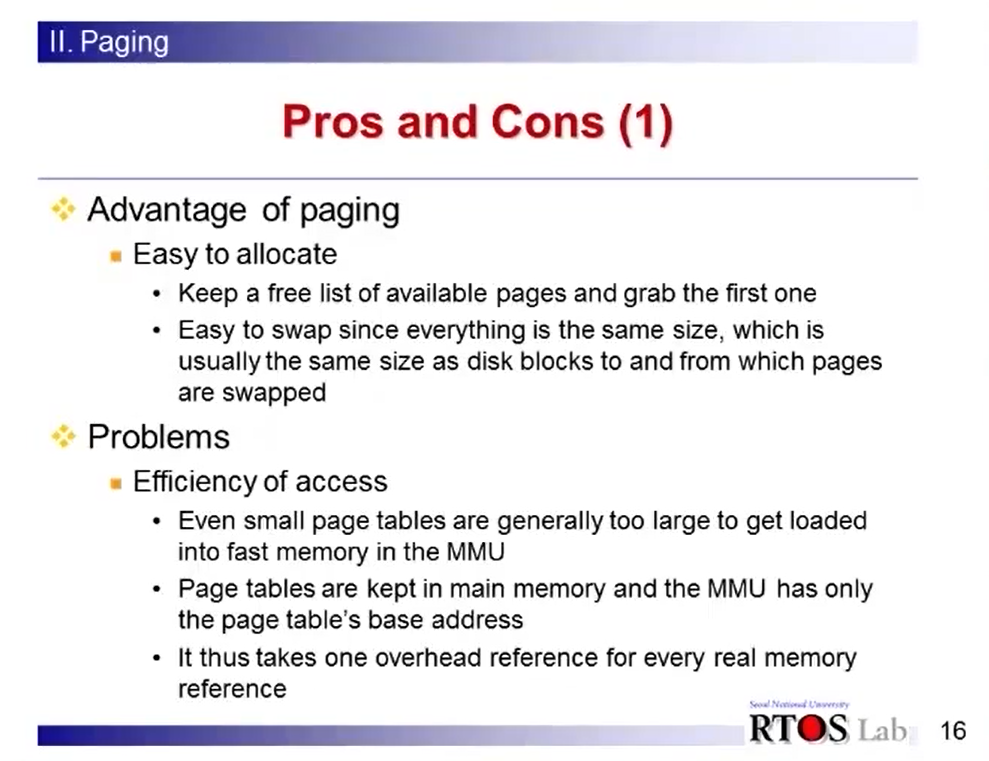 II. Paging
Pros and Cons (1)
Advantage of paging
Easy to allocate
Keep a free list of available pages and grab the first one
Easy to swap since everything is the same size, which is
usually the same size as disk blocks to and from which pages
are swapped
Problems
Efficiency of access
Even small page tables are generally too large to get loaded
into fast memory in the MMU
Page tables are kept in main memory and the MMU has only
the page table's base address
It thus takes one overhead reference for every real memory
reference
Seoul National University
RTOS Lab
16